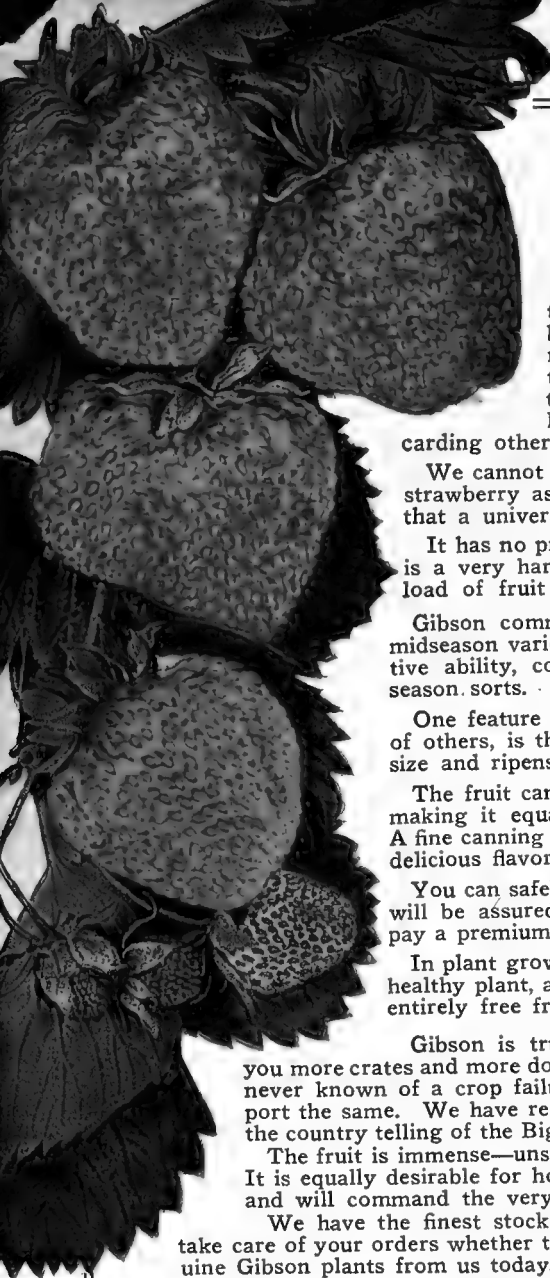 carding other
We cannot
strawberry as
that a univer
It has no pr
is a very har
load of fruit
Gibson comm
midseason vari
tive ability, co
season sorts.
One feature
of others, is th
size and ripens
The fruit can
making it equa
A fine canning
delicious flavor
You can safe
will be assured
pay a premium
In plant grow
healthy plant, a
entirely free fr
Gibson is tr
you more crates and more do
never known of a crop failu
port the same. We have re
the country telling of the Big
The fruit is immense—uns
It is equally desirable for ho
and will command the very
We have the finest stock
take care of your orders whether t
uine Gibson plants from us today